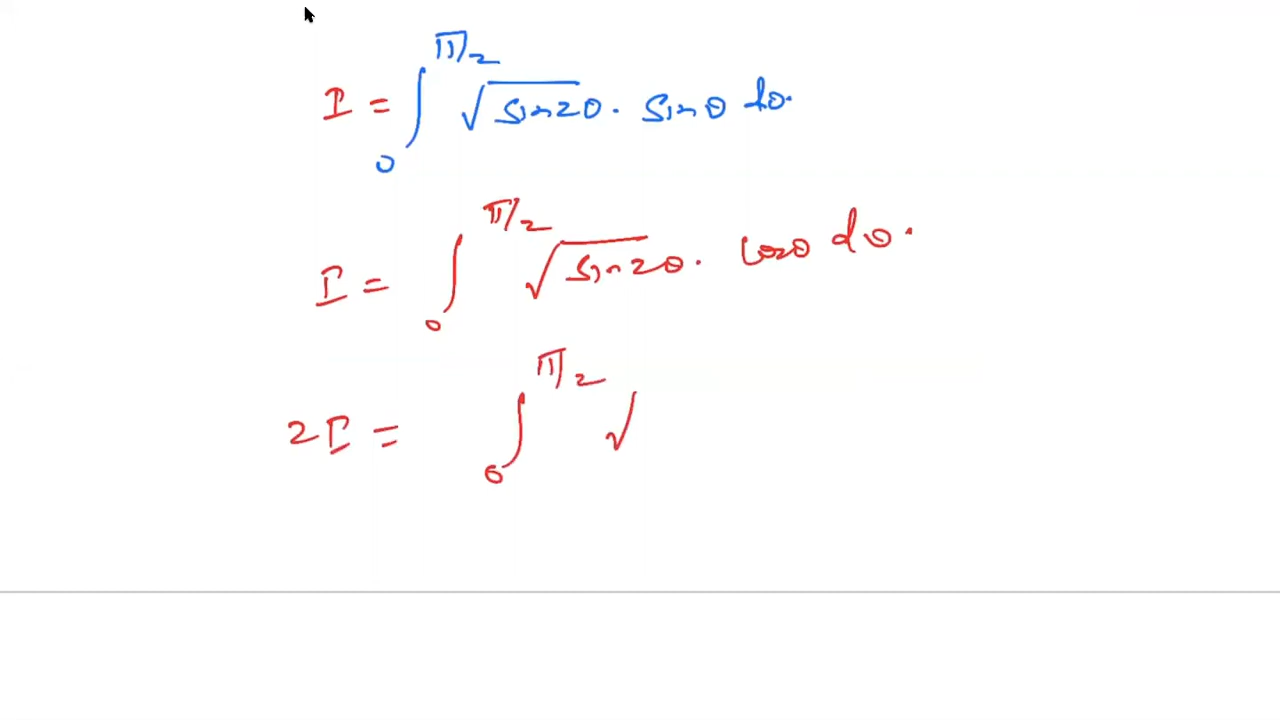 I = ∫₀^{π/2} √sin2θ · sinθ dθ.
I = ∫₀^{π/2} √sin2θ · cosθ dθ.
2I = ∫₀^{π/2} √